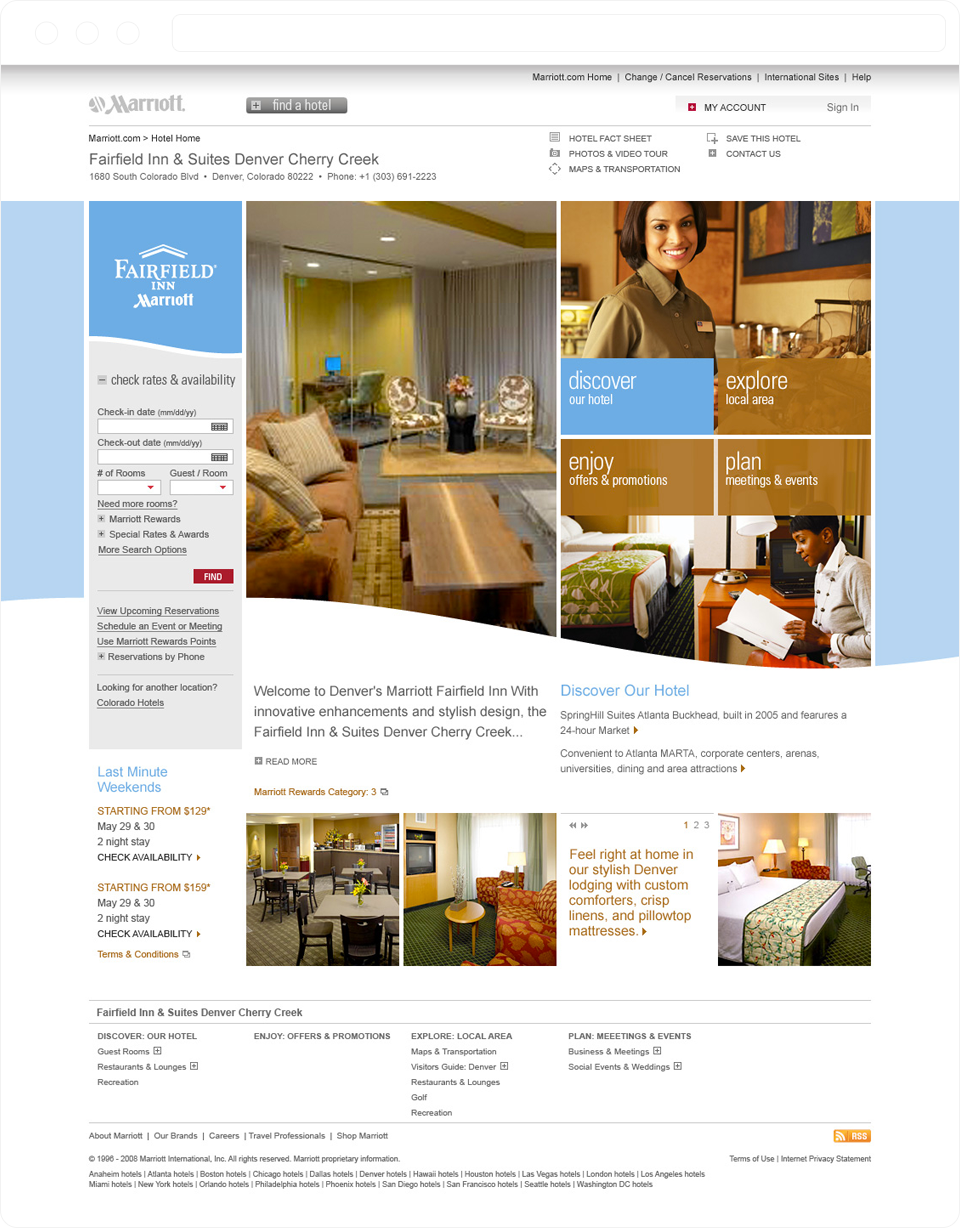 Marriott.com Home | Change / Cancel Reservations | International Sites | Help
Marriott.
find a hotel
MY ACCOUNT
Sign In
Marriott.com > Hotel Home
Fairfield Inn & Suites Denver Cherry Creek
1680 South Colorado Blvd • Denver, Colorado 80222 • Phone: +1 (303) 691-2223
HOTEL FACT SHEET
PHOTOS & VIDEO TOUR
MAPS & TRANSPORTATION
SAVE THIS HOTEL
CONTACT US
FAIRFIELD®
INN
Marriott
check rates & availability
Check-in date (mm/dd/yy)
Check-out date (mm/dd/yy)
# of Rooms Guest / Room
Need more rooms?
Marriott Rewards
Special Rates & Awards
More Search Options
FIND
View Upcoming Reservations
Schedule an Event or Meeting
Use Marriott Rewards Points
Reservations by Phone
Looking for another location?
Colorado Hotels
discover
our hotel
explore
local area
enjoy
offers & promotions
plan
meetings & events
Welcome to Denver's Marriott Fairfield Inn With
innovative enhancements and stylish design, the
Fairfield Inn & Suites Denver Cherry Creek...
READ MORE
Marriott Rewards Category: 3
Discover Our Hotel
SpringHill Suites Atlanta Buckhead, built in 2005 and fearures a
24-hour Market
Convenient to Atlanta MARTA, corporate centers, arenas,
universities, dining and area attractions
Last Minute
Weekends
STARTING FROM $129*
May 29 & 30
2 night stay
CHECK AVAILABILITY
STARTING FROM $159*
May 29 & 30
2 night stay
CHECK AVAILABILITY
Terms & Conditions
1 2 3
Feel right at home in
our stylish Denver
lodging with custom
comforters, crisp
linens, and pillowtop
mattresses.
Fairfield Inn & Suites Denver Cherry Creek
DISCOVER: OUR HOTEL
Guest Rooms
Restaurants & Lounges
Recreation
ENJOY: OFFERS & PROMOTIONS
EXPLORE: LOCAL AREA
Maps & Transportation
Visitors Guide: Denver
Restaurants & Lounges
Golf
Recreation
PLAN: MEEETINGS & EVENTS
Business & Meetings
Social Events & Weddings
About Marriott | Our Brands | Careers | Travel Professionals | Shop Marriott
RSS
© 1996 - 2008 Marriott International, Inc. All rights reserved. Marriott proprietary information.
Terms of Use | Internet Privacy Statement
Anaheim hotels | Atlanta hotels | Boston hotels | Chicago hotels | Dallas hotels | Denver hotels | Hawaii hotels | Houston hotels | Las Vegas hotels | London hotels | Los Angeles hotels
Miami hotels | New York hotels | Orlando hotels | Philadelphia hotels | Phoenix hotels | San Diego hotels | San Francisco hotels | Seattle hotels | Washington DC hotels